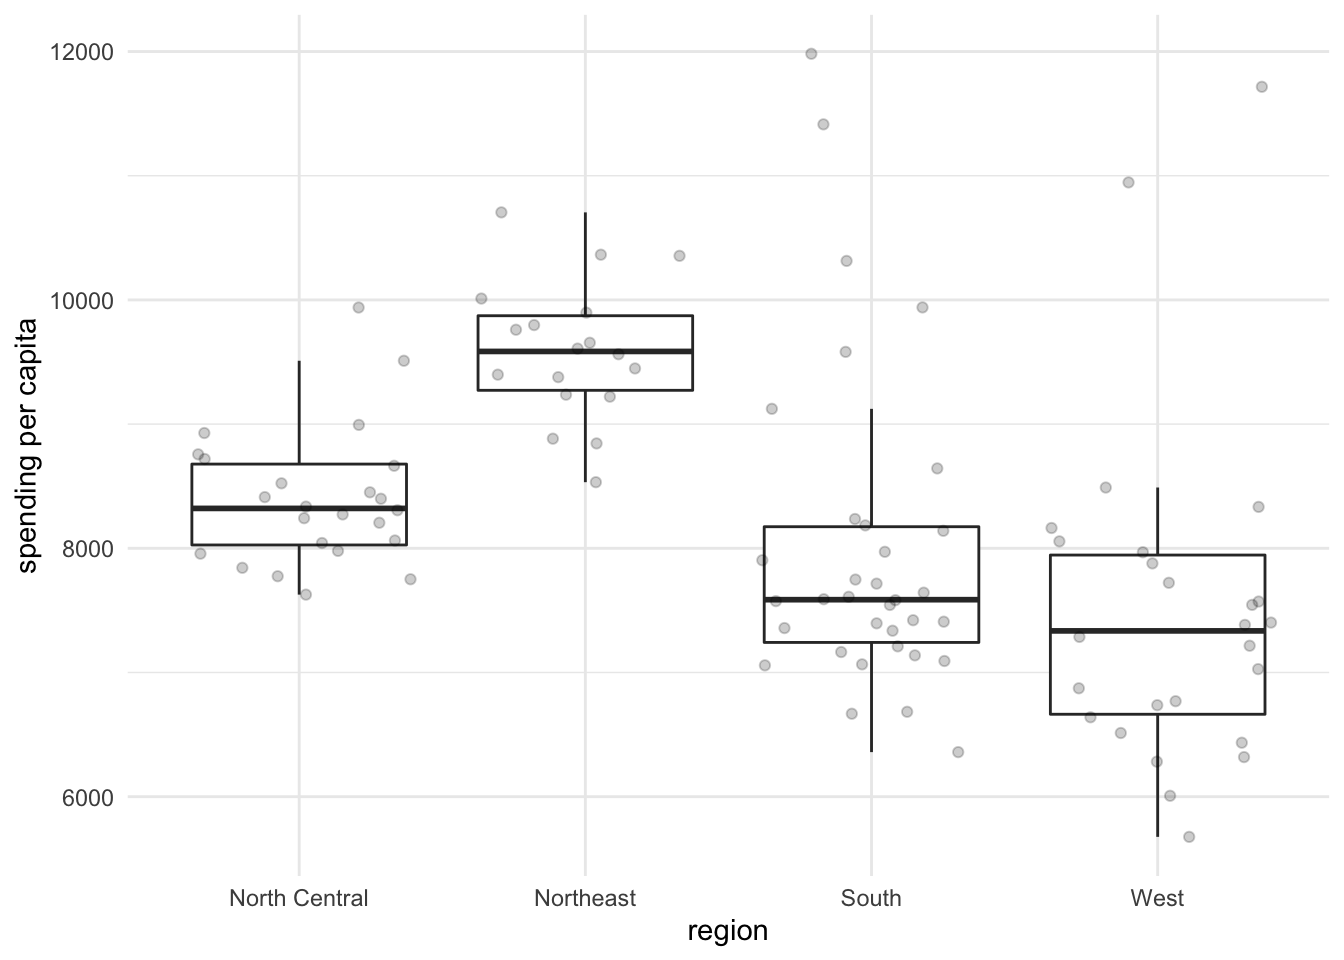 12000
10000
8000
6000
spending per capita
North Central
Northeast
South
West
region